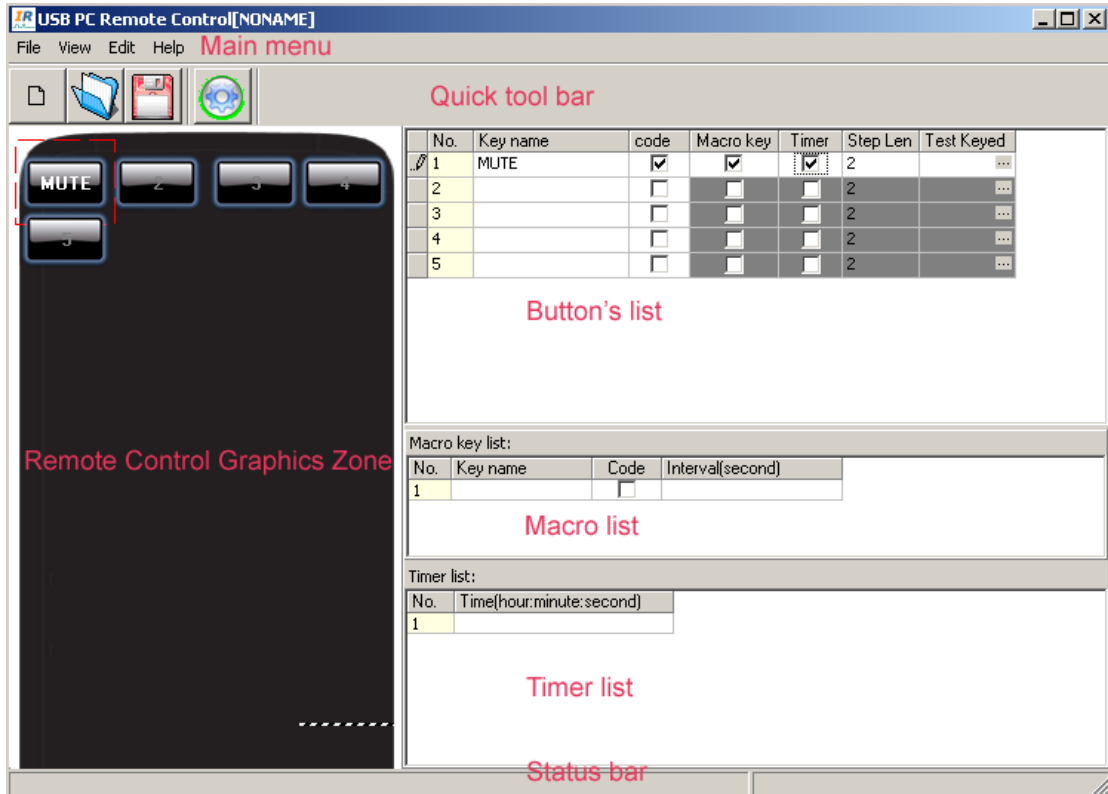 IR USB PC Remote Control[NONAME]
File View Edit Help Main menu
Quick tool bar
No. Key name code Macro key Timer Step Len Test Keyed
1 MUTE 2 ...
2 2 ...
3 2 ...
4 2 ...
5 2 ...
MUTE 2 3 4
5
Button's list
Remote Control Graphics Zone
Macro key list:
No. Key name Code Interval(second)
1
Macro list
Timer list:
No. Time(hour:minute:second)
1
Timer list
Status bar